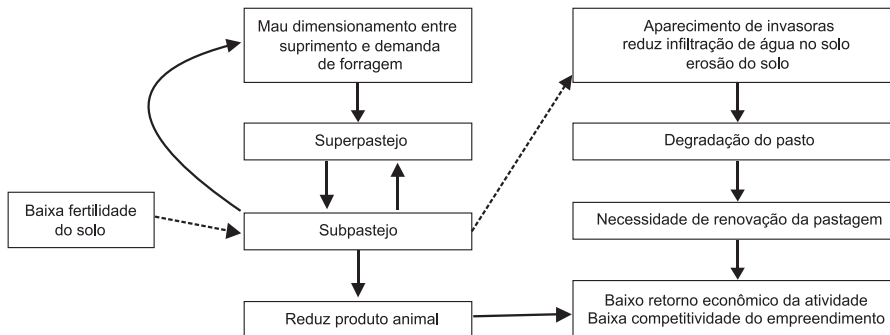 Mau dimensionamento entre
suprimento e demanda
de forragem
Superpastejo
Baixa fertilidade
do solo
Subpastejo
Reduz produto animal
Aparecimento de invasoras
reduz infiltração de água no solo
erosão do solo
Degradação do pasto
Necessidade de renovação da pastagem
Baixo retorno econômico da atividade
Baixa competitividade do empreendimento